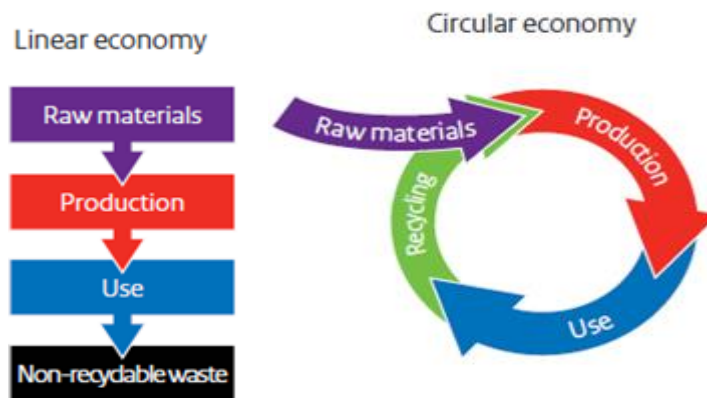 Linear economy
Raw materials
Production
Use
Non-recyclable waste
Circular economy
Raw materials
Production
Use
Recycling